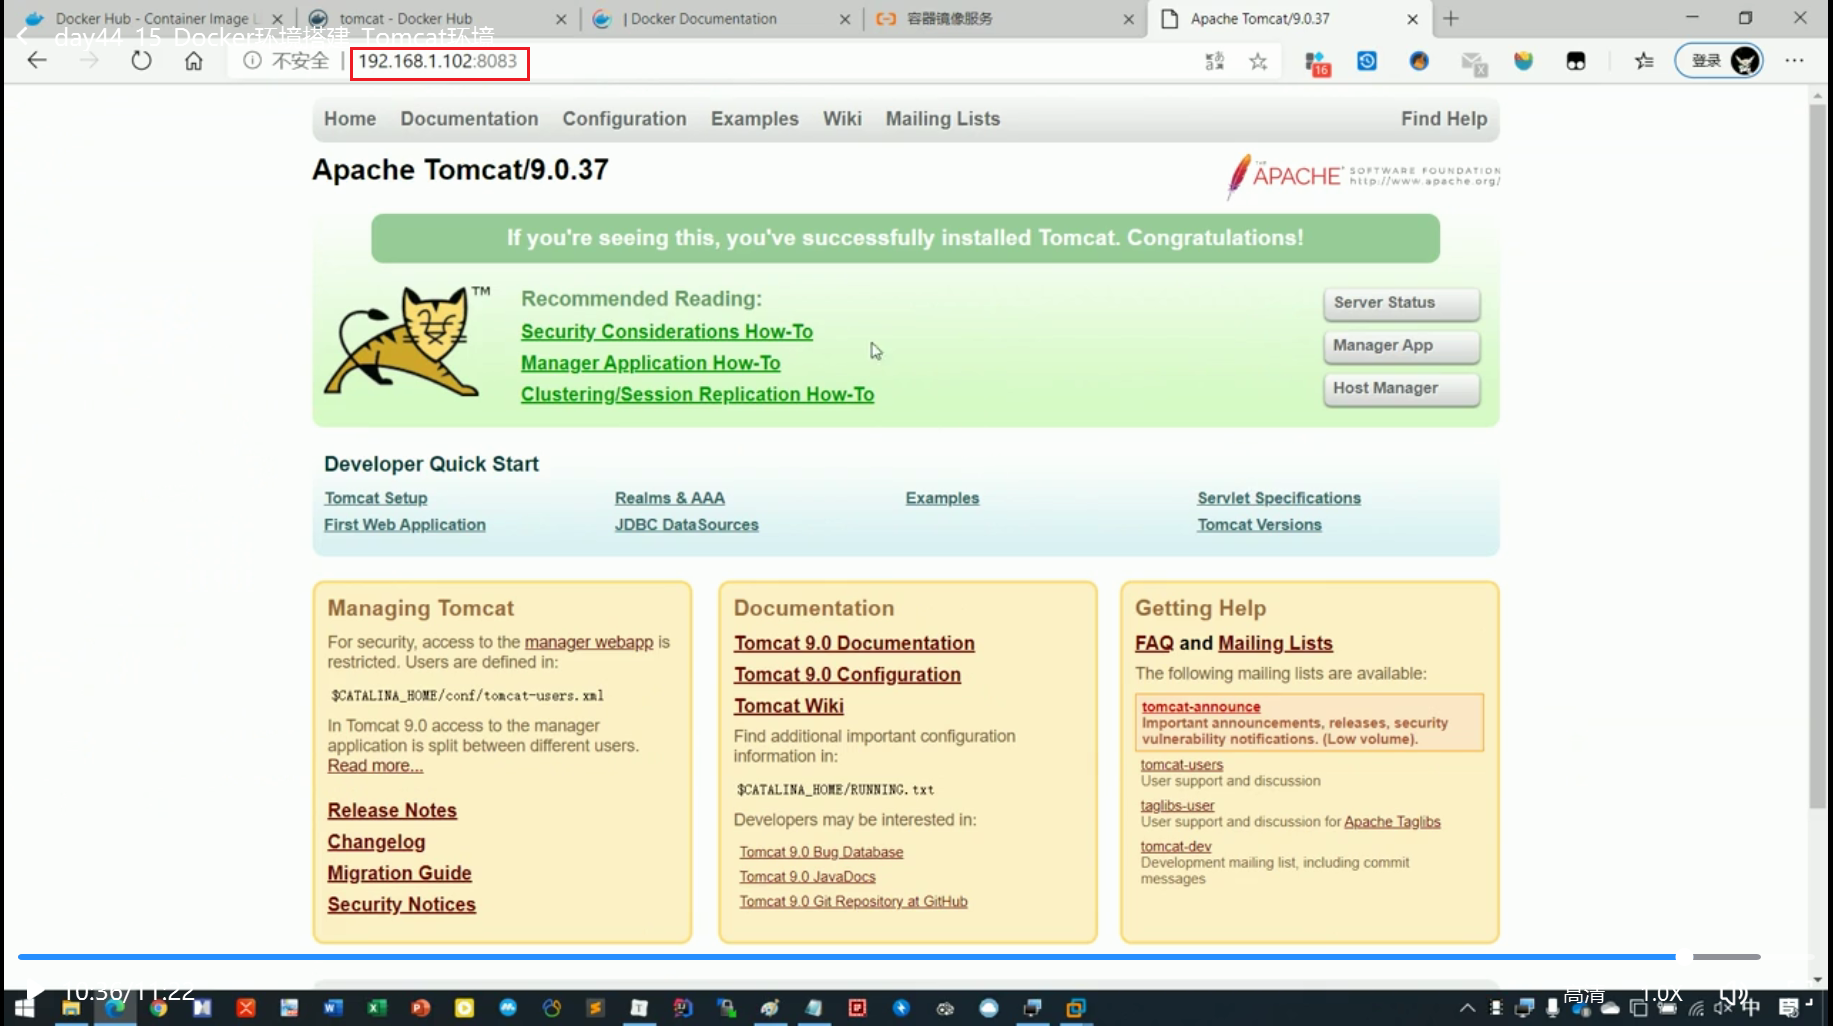 Docker Hub - Container Image L
tomcat - Docker Hub
| Docker Documentation
容器镜像服务
Apache Tomcat/9.0.37
day44_15_Docker环境搭建_Tomcat环境
不安全
192.168.1.102:8083
16
登录
Home Documentation Configuration Examples Wiki Mailing Lists Find Help
Apache Tomcat/9.0.37
THE
APACHE SOFTWARE FOUNDATION
http://www.apache.org/
If you're seeing this, you've successfully installed Tomcat. Congratulations!
TM
Recommended Reading:
Security Considerations How-To
Manager Application How-To
Clustering/Session Replication How-To
Server Status
Manager App
Host Manager
Developer Quick Start
Tomcat Setup
First Web Application
Realms & AAA
JDBC DataSources
Examples
Servlet Specifications
Tomcat Versions
Managing Tomcat
For security, access to the manager webapp is
restricted. Users are defined in:
$CATALINA_HOME/conf/tomcat-users.xml
In Tomcat 9.0 access to the manager
application is split between different users.
Read more...
Release Notes
Changelog
Migration Guide
Security Notices
Documentation
Tomcat 9.0 Documentation
Tomcat 9.0 Configuration
Tomcat Wiki
Find additional important configuration
information in:
$CATALINA_HOME/RUNNING.txt
Developers may be interested in:
Tomcat 9.0 Bug Database
Tomcat 9.0 JavaDocs
Tomcat 9.0 Git Repository at GitHub
Getting Help
FAQ and Mailing Lists
The following mailing lists are available:
tomcat-announce
Important announcements, releases, security
vulnerability notifications. (Low volume).
tomcat-users
User support and discussion
taglibs-user
User support and discussion for Apache Taglibs
tomcat-dev
Development mailing list, including commit
messages
10:36/11:22
高清
1.0X
中